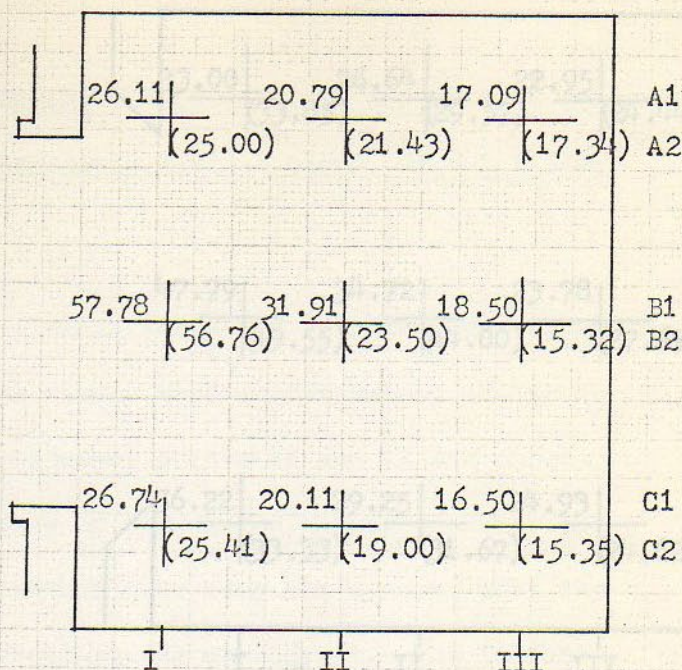 26.11 20.79 17.09 A1
(25.00) (21.43) (17.34) A2
57.78 31.91 18.50 B1
(56.76) (23.50) (15.32) B2
26.74 20.11 16.50 C1
(25.41) (19.00) (15.35) C2
I II III